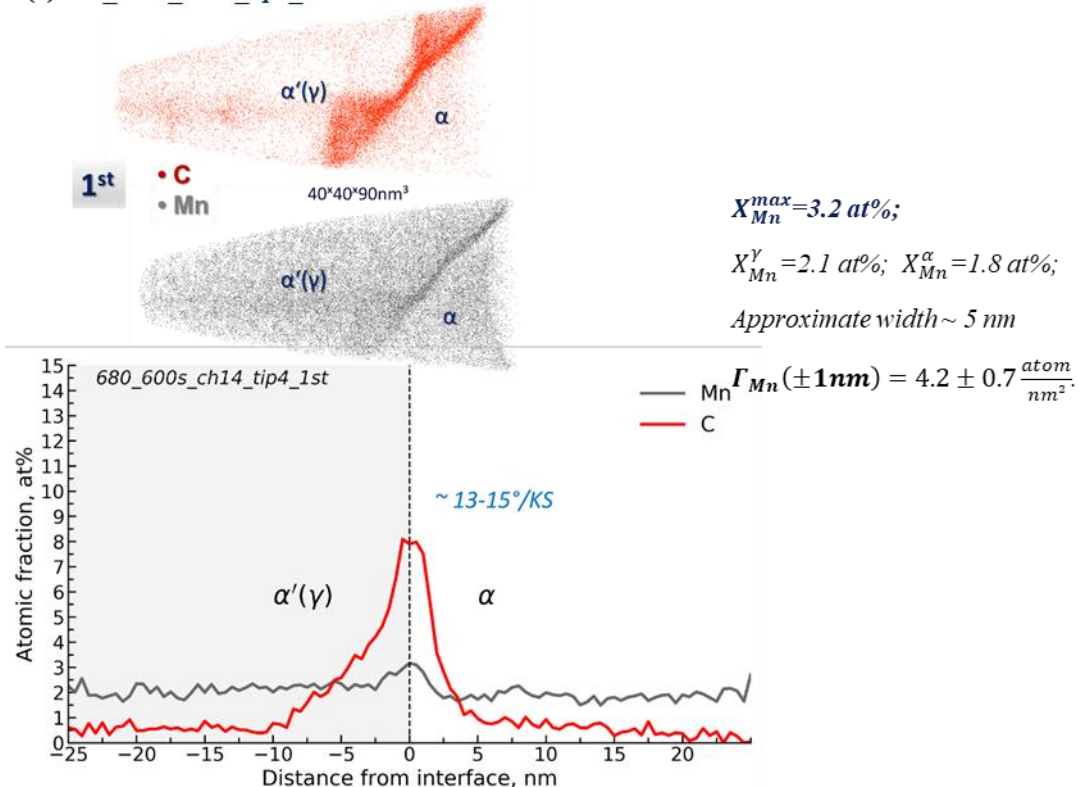 α'(γ)
α
1st
• C
• Mn
40×40×90nm³
α'(γ)
α
X_Mn^max=3.2 at%;
X_Mn^γ=2.1 at%; X_Mn^α=1.8 at%;
Approximate width~ 5 nm
Γ_Mn(±1nm) = 4.2 ± 0.7 atom/nm².
680_600s_ch14_tip4_1st
Mn
C
~ 13-15°/KS
α'(γ)
α
Atomic fraction, at%
15
14
13
12
11
10
9
8
7
6
5
4
3
2
1
0
−25 −20 −15 −10 −5 0 5 10 15 20
Distance from interface, nm